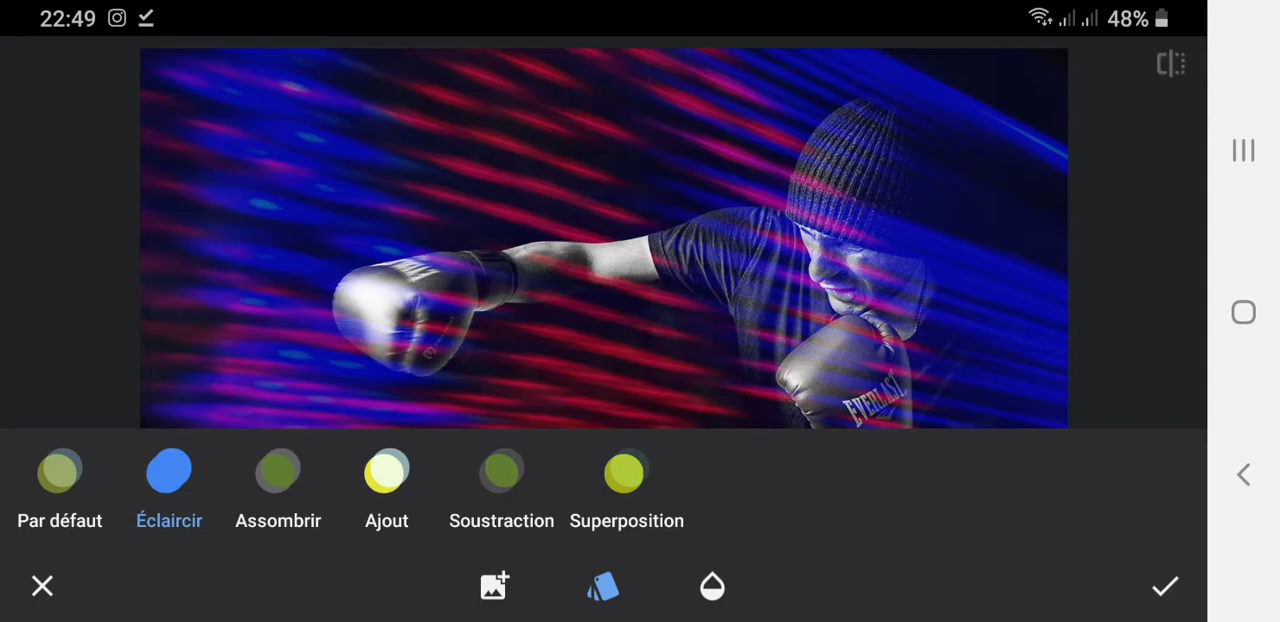 22:49
48%
EVERLAST
Par défaut
Éclaircir
Assombrir
Ajout
Soustraction
Superposition